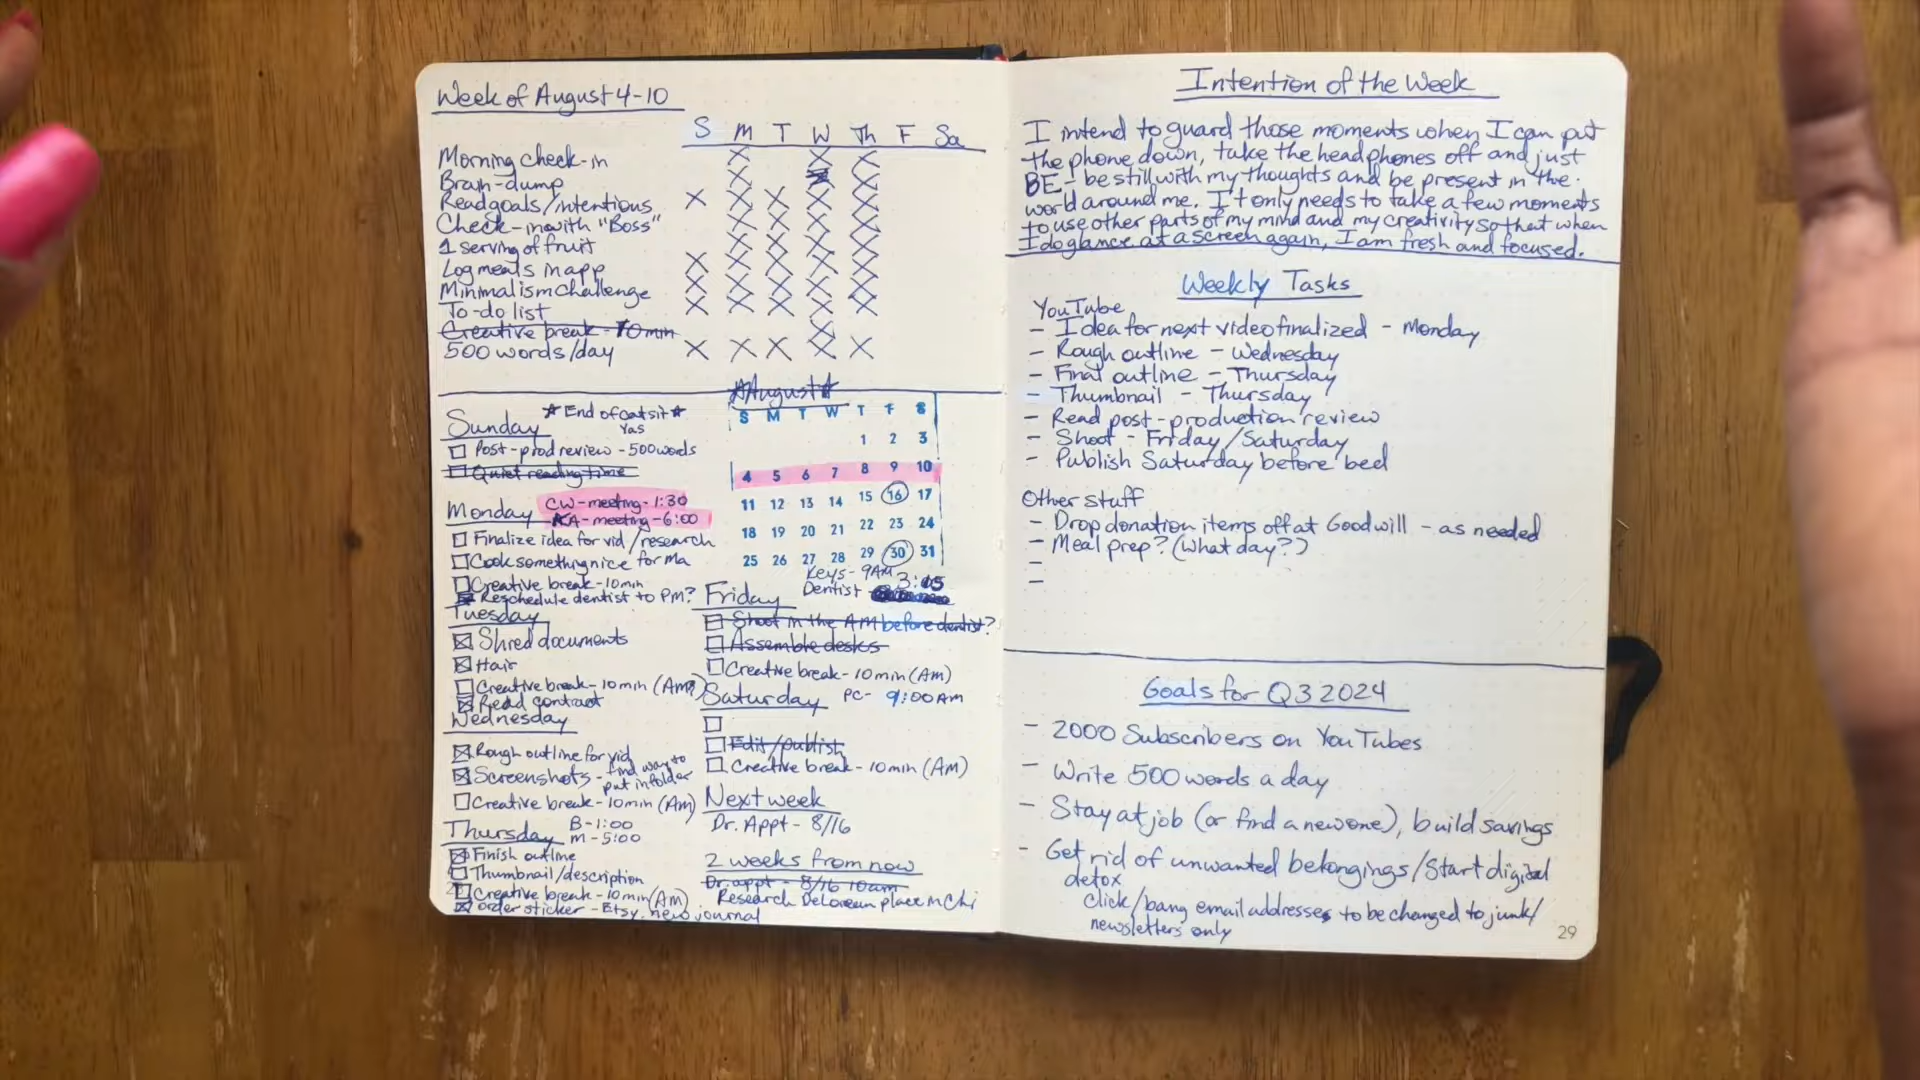 Week of August 4-10
S M T W Th F Sa
Morning check-in
Brain-dump
Read goals/intentions
Check-in with "Boss"
1 serving of fruit
Log meals in app
Minimalism challenge
To-do list
Creative break - 10 min
500 words/day
Sunday
End of catsit
Yas
Post-prod review - 500 words
Quiet reading time
Monday
CW-meeting-1:30
KA-meeting-6:00
Finalize idea for vid/research
Cook something nice for Ma
Creative break-10min
Reschedule dentist to PM?
Tuesday
Shred documents
Hair
Creative break-10min (AM)
Read contract
Wednesday
Rough outline for vid
Screenshots - find way to
put in folder
Creative break-10min (AM)
Thursday
B-1:00
M-5:00
Finish outline
Thumbnail/description
Creative break-10min (AM)
Order sticker - Etsy, new journal
August
S M T W T F S
1 2 3
4 5 6 7 8 9 10
11 12 13 14 15 16 17
18 19 20 21 22 23 24
25 26 27 28 29 30 31
Keys-9AM
Dentist 3:05
Friday
Shoot in the AM before dentist?
Assemble desks
Creative break-10min (AM)
Saturday
PC- 9:00AM
Edit/publish
Creative break-10min (AM)
Next week
Dr. Appt - 8/16
2 weeks from now
Dr. appt - 8/16 10am
Research DeLorean place in Chi
Intention of the Week
I intend to guard those moments when I can put
the phone down, take the headphones off and just
BE - be still with my thoughts and be present in the
world around me. It only needs to take a few moments
to use other parts of my mind and my creativity so that when
I do glance at a screen again, I am fresh and focused.
Weekly Tasks
YouTube
- Idea for next video finalized - Monday
- Rough outline - Wednesday
- Final outline - Thursday
- Thumbnail - Thursday
- Read post-production review
- Shoot - Friday/Saturday
- Publish Saturday before bed
Other stuff
- Drop donation items off at Goodwill - as needed
- Meal prep? (What day?)
-
-
Goals for Q3 2024
- 2000 Subscribers on YouTubes
- Write 500 words a day
- Stay at job (or find a new one), build savings
- Get rid of unwanted belongings/Start digital
detox
click/bang email addresses to be changed to junk/
newsletters only
29